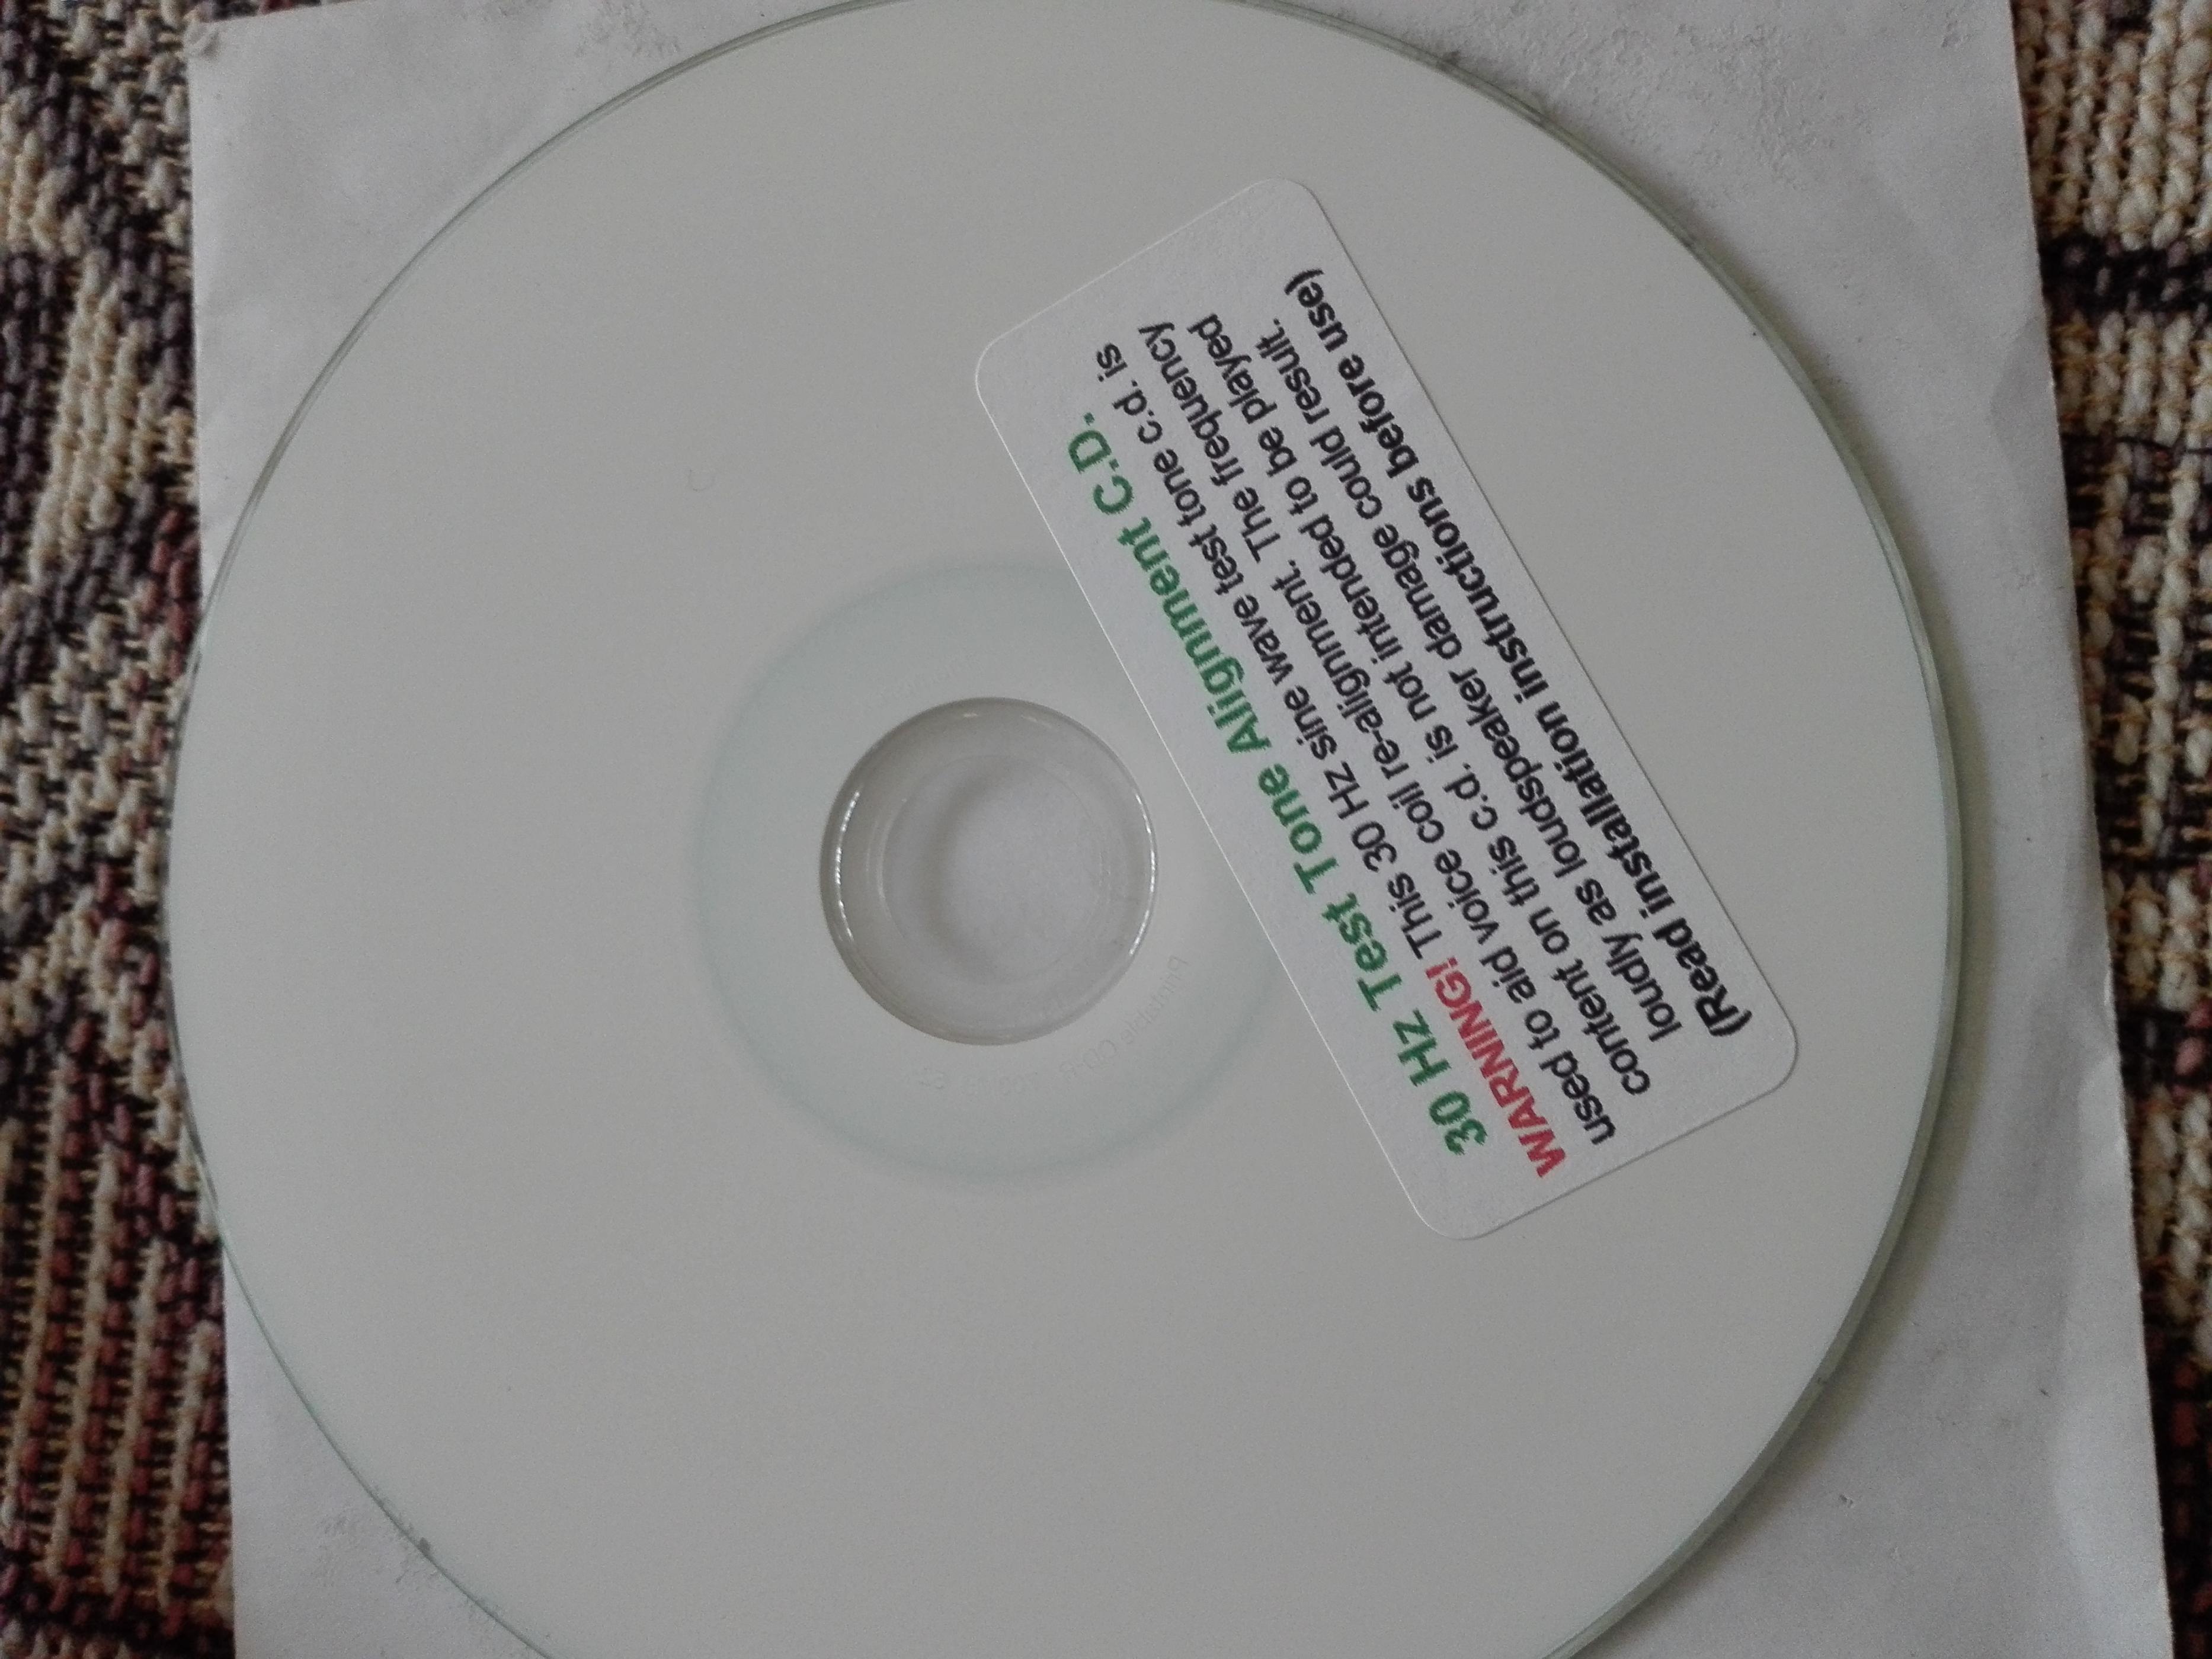 30 Hz Test Tone Alignment C.D.
WARNING! This 30 Hz sine wave test tone c.d. is
used to aid voice coil re-alignment. The frequency
content on this c.d. is not intended to be played
loudly as loudspeaker damage could result.
(Read installation instructions before use)
Printable CD-R